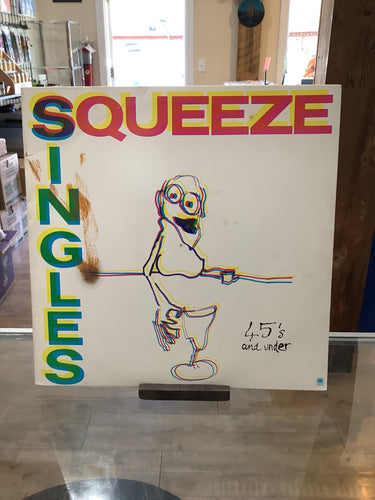 SQUEEZE
SINGLES
45's
and under